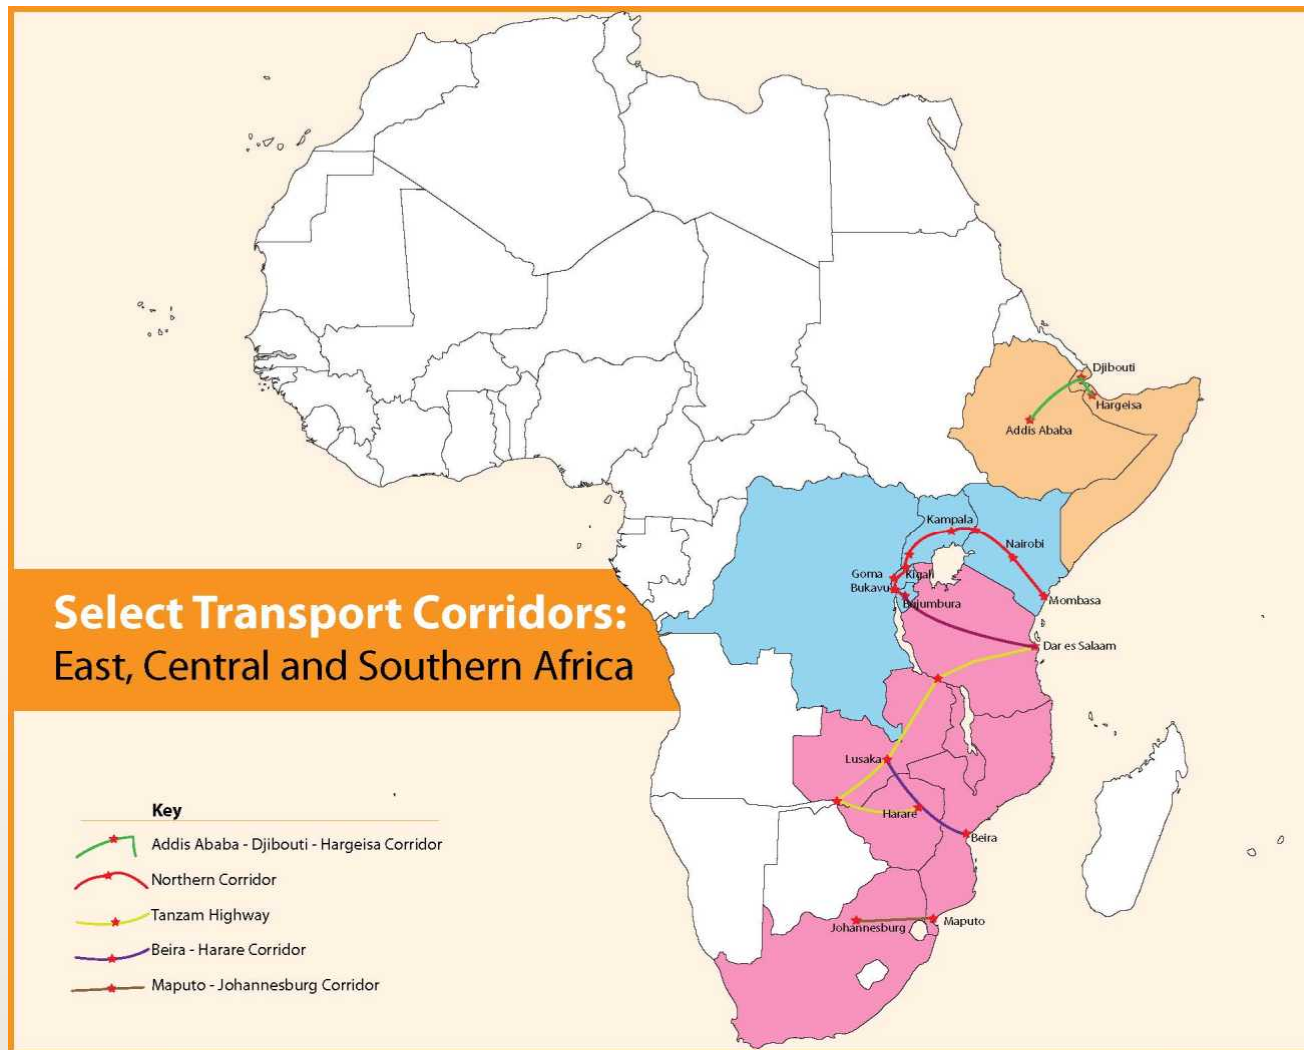 Djibouti
Hargeisa
Addis Ababa
Kampala
Nairobi
Goma
Kigali
Bukavu
Bujumbura
Mombasa
Select Transport Corridors:
East, Central and Southern Africa
Dar es Salaam
Lusaka
Harare
Beira
Johannesburg
Maputo
Key
Addis Ababa - Djibouti - Hargeisa Corridor
Northern Corridor
Tanzam Highway
Beira - Harare Corridor
Maputo - Johannesburg Corridor